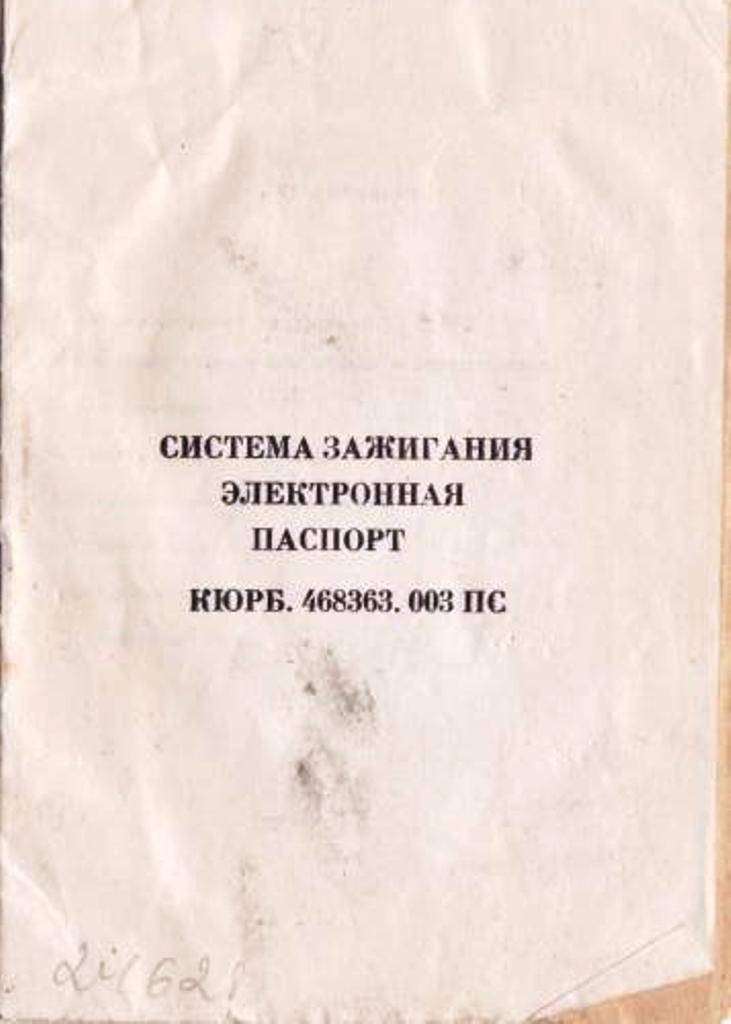 СИСТЕМА ЗАЖИГАНИЯ
ЭЛЕКТРОННАЯ
ПАСПОРТ
КЮРБ. 468363. 003 ПС